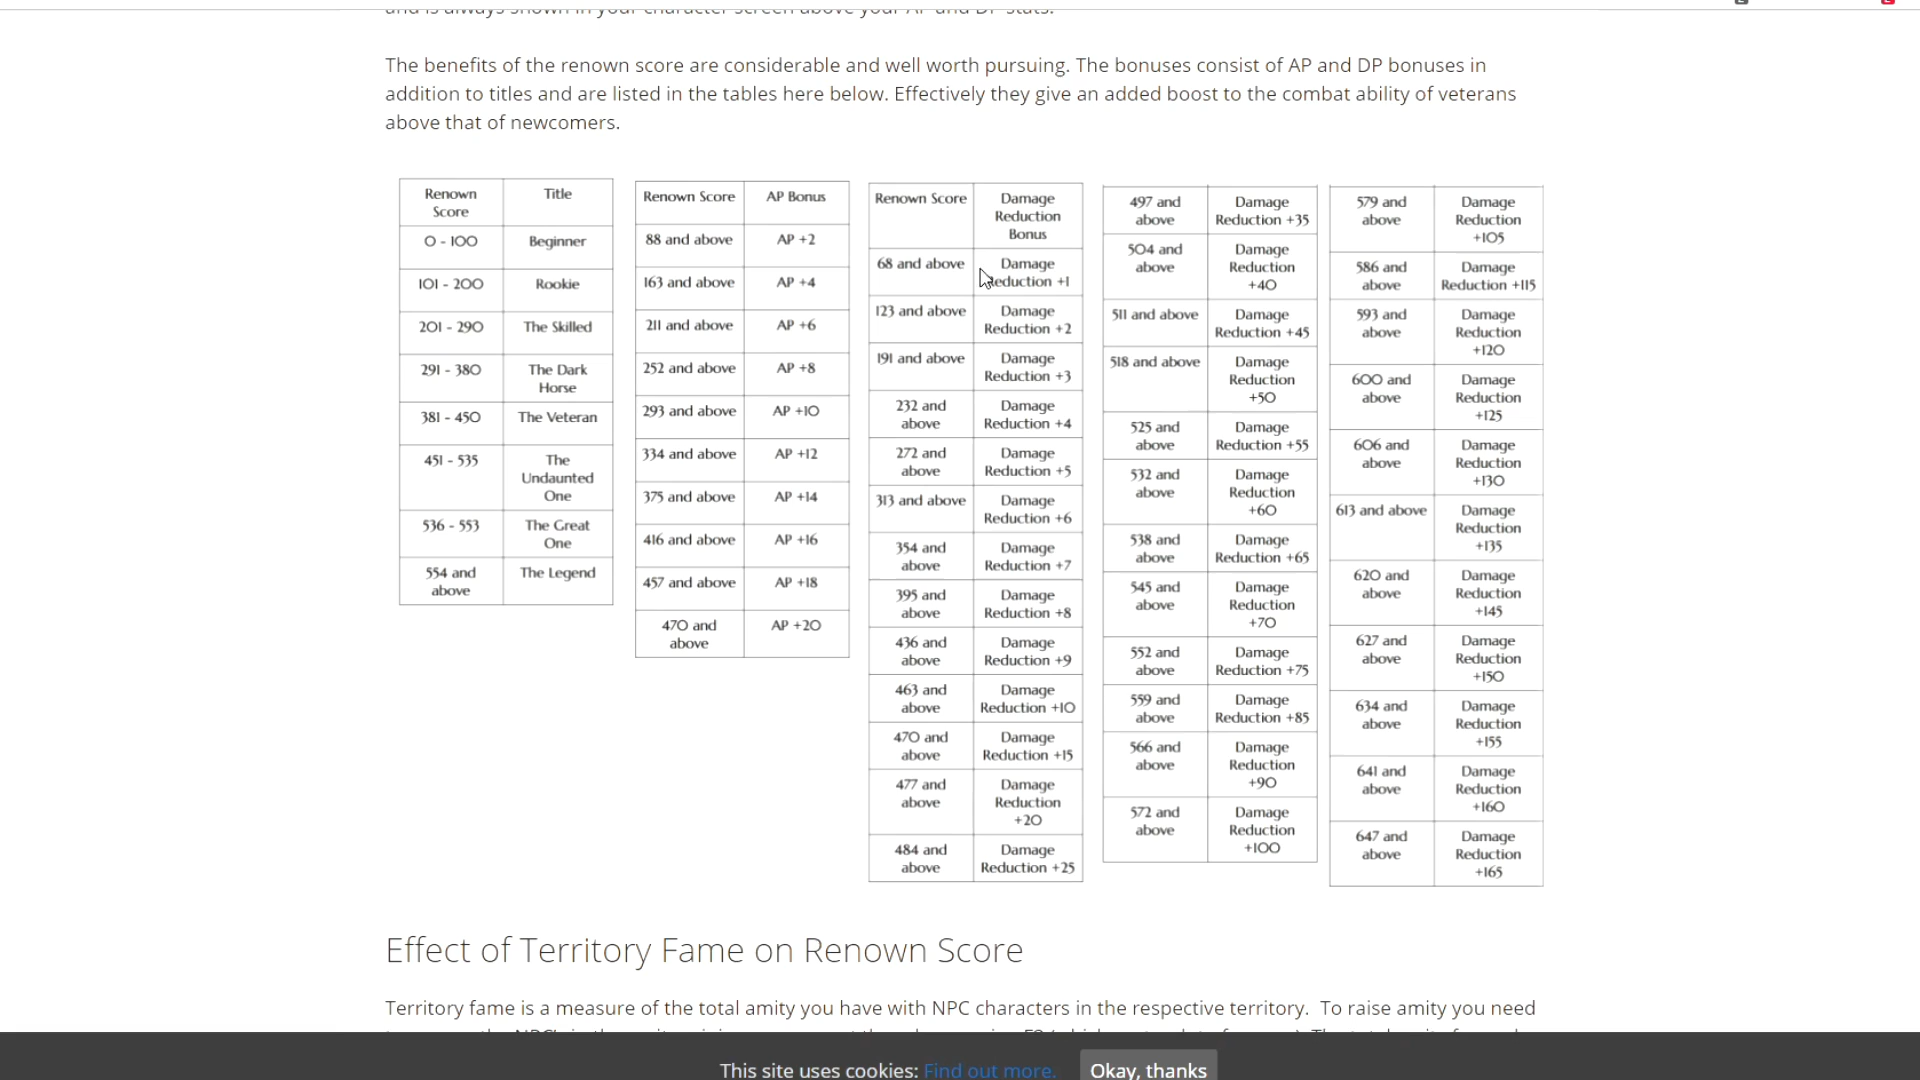 and is always shown in your character screen above your AP and DP stats.
The benefits of the renown score are considerable and well worth pursuing. The bonuses consist of AP and DP bonuses in
addition to titles and are listed in the tables here below. Effectively they give an added boost to the combat ability of veterans
above that of newcomers.
Renown
Score
Title
0 - 100
Beginner
101 - 200
Rookie
201 - 290
The Skilled
291 - 380
The Dark
Horse
381 - 450
The Veteran
451 - 535
The
Undaunted
One
536 - 553
The Great
One
554 and
above
The Legend
Renown Score
AP Bonus
88 and above
AP +2
163 and above
AP +4
211 and above
AP +6
252 and above
AP +8
293 and above
AP +10
334 and above
AP +12
375 and above
AP +14
416 and above
AP +16
457 and above
AP +18
470 and
above
AP +20
Renown Score
Damage
Reduction
Bonus
68 and above
Damage
Reduction +1
123 and above
Damage
Reduction +2
191 and above
Damage
Reduction +3
232 and
above
Damage
Reduction +4
272 and
above
Damage
Reduction +5
313 and above
Damage
Reduction +6
354 and
above
Damage
Reduction +7
395 and
above
Damage
Reduction +8
436 and
above
Damage
Reduction +9
463 and
above
Damage
Reduction +10
470 and
above
Damage
Reduction +15
477 and
above
Damage
Reduction
+20
484 and
above
Damage
Reduction +25
497 and
above
Damage
Reduction +35
504 and
above
Damage
Reduction
+40
511 and above
Damage
Reduction +45
518 and above
Damage
Reduction
+50
525 and
above
Damage
Reduction +55
532 and
above
Damage
Reduction
+60
538 and
above
Damage
Reduction +65
545 and
above
Damage
Reduction
+70
552 and
above
Damage
Reduction +75
559 and
above
Damage
Reduction +85
566 and
above
Damage
Reduction
+90
572 and
above
Damage
Reduction
+100
579 and
above
Damage
Reduction
+105
586 and
above
Damage
Reduction +115
593 and
above
Damage
Reduction
+120
600 and
above
Damage
Reduction
+125
606 and
above
Damage
Reduction
+130
613 and above
Damage
Reduction
+135
620 and
above
Damage
Reduction
+145
627 and
above
Damage
Reduction
+150
634 and
above
Damage
Reduction
+155
641 and
above
Damage
Reduction
+160
647 and
above
Damage
Reduction
+165
Effect of Territory Fame on Renown Score
Territory fame is a measure of the total amity you have with NPC characters in the respective territory. To raise amity you need
This site uses cookies: Find out more.
Okay, thanks